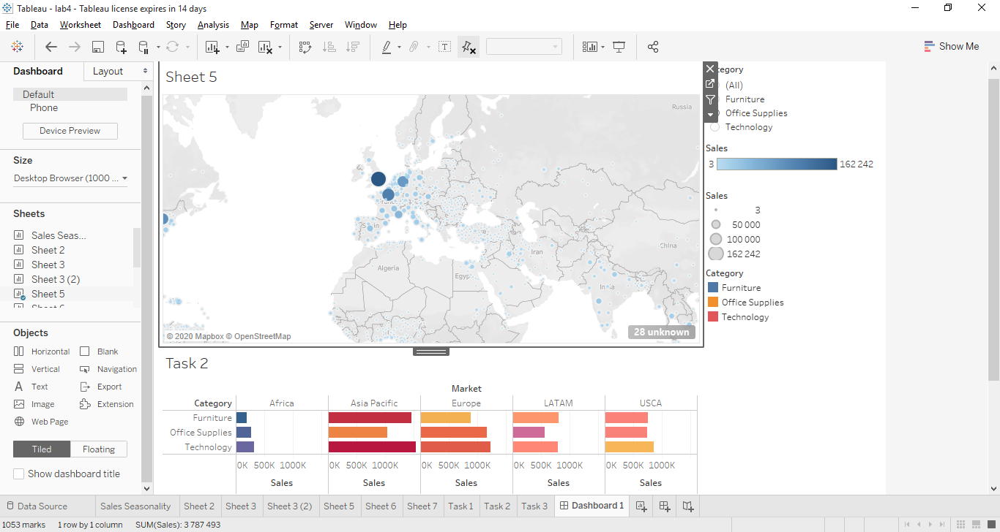 Tableau - lab4 - Tableau license expires in 14 days
File Data Worksheet Dashboard Story Analysis Map Format Server Window Help
Show Me
Dashboard Layout
Default
Phone
Device Preview
Size
Desktop Browser (1000 ...
Sheets
Sales Seas...
Sheet 2
Sheet 3
Sheet 3 (2)
Sheet 5
Sheet 6
Objects
Horizontal Blank
Vertical Navigation
Text Export
Image Extension
Web Page
Tiled Floating
Show dashboard title
Sheet 5
Russia
Spain
Algeria
Egypt
Iran
India
China
© 2020 Mapbox © OpenStreetMap
28 unknown
tegory
(All)
Furniture
Office Supplies
Technology
Sales
3 162 242
Sales
3
50 000
100 000
162 242
Category
Furniture
Office Supplies
Technology
Task 2
Market
Category Africa Asia Pacific Europe LATAM USCA
Furniture
Office Supplies
Technology
0K 500K 1000K 0K 500K 1000K 0K 500K 1000K 0K 500K 1000K 0K 500K 1000K
Sales Sales Sales Sales Sales
Data Source Sales Seasonality Sheet 2 Sheet 3 Sheet 3 (2) Sheet 5 Sheet 6 Sheet 7 Task 1 Task 2 Task 3 Dashboard 1
1053 marks 1 row by 1 column SUM(Sales): 3 787 493